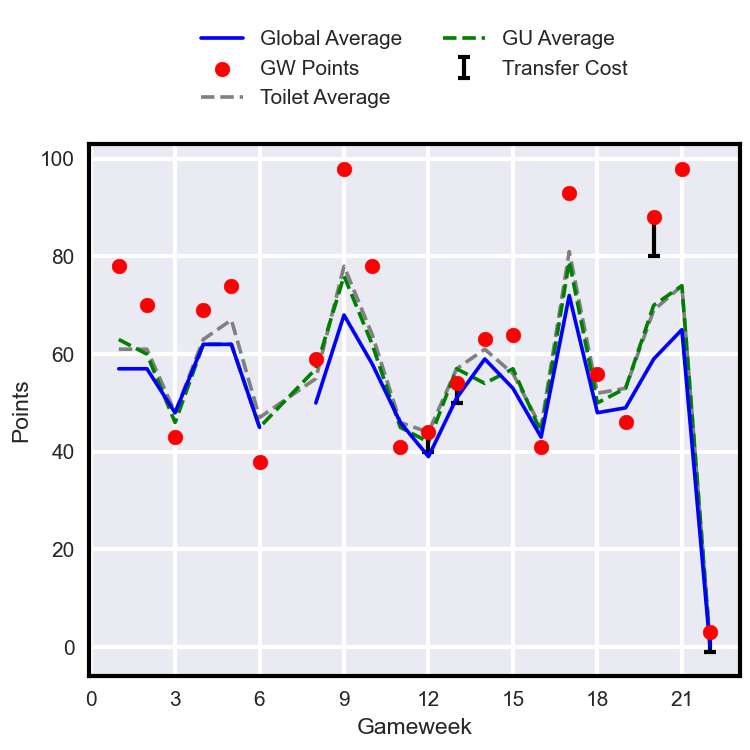 Global Average
GW Points
Toilet Average
GU Average
Transfer Cost
100
80
60
40
20
0
Points
0 3 6 9 12 15 18 21
Gameweek